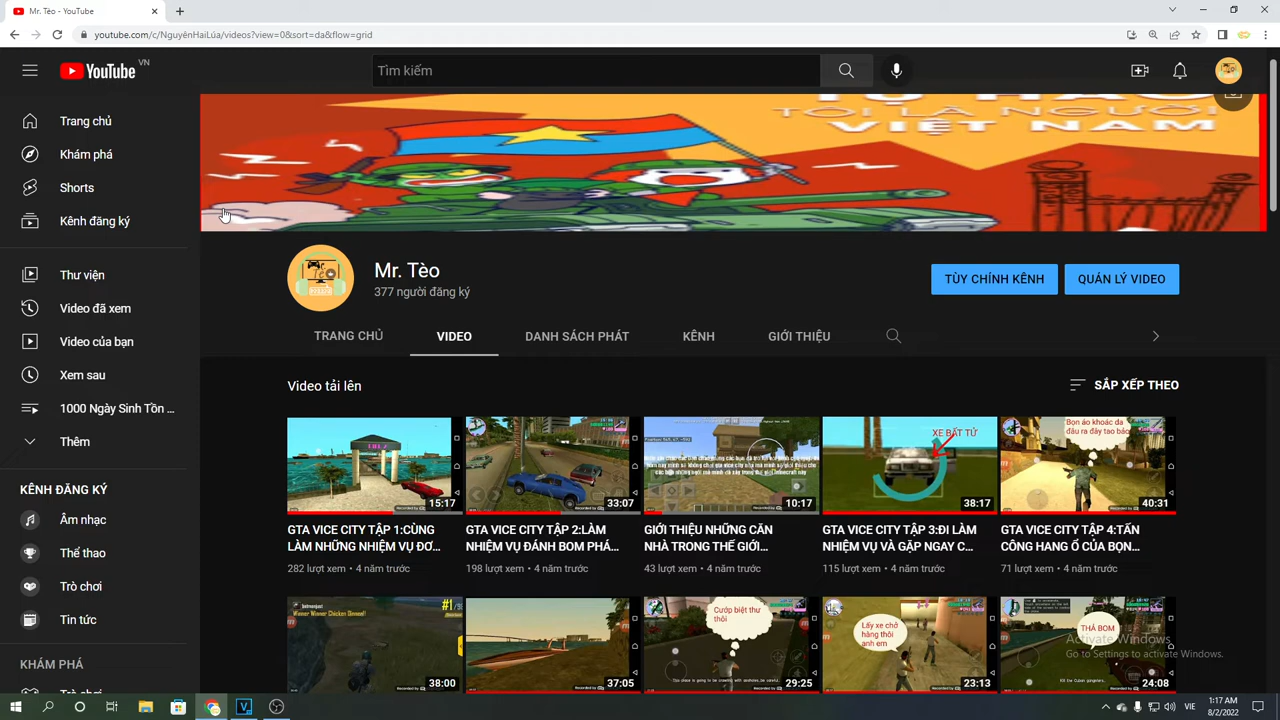 Mr. Tèo - YouTube
youtube.com/c/NguyênHaiLúa/videos?view=0&sort=da&flow=grid
YouTube VN
Tìm kiếm
Trang chủ
Khám phá
Shorts
Kênh đăng ký
Thư viện
Video đã xem
Video của bạn
Xem sau
1000 Ngày Sinh Tồn ...
Thêm
KÊNH ĐĂNG KÝ
Âm nhạc
Thể thao
Trò chơi
Tin tức
KHÁM PHÁ
TỰ HÀO
TÔI LÀ NGƯỜI
VIỆT NAM
Mr. Tèo
377 người đăng ký
TÙY CHỈNH KÊNH
QUẢN LÝ VIDEO
TRANG CHỦ
VIDEO
DANH SÁCH PHÁT
KÊNH
GIỚI THIỆU
Video tải lên
SẮP XẾP THEO
15:17
33:07
10:17
XE BẤT TỬ
38:17
Bọn áo khoác da
đâu ra đây tao bảo
40:31
GTA VICE CITY TẬP 1:CÙNG
LÀM NHỮNG NHIỆM VỤ ĐƠ...
282 lượt xem • 4 năm trước
GTA VICE CITY TẬP 2:LÀM
NHIỆM VỤ ĐÁNH BOM PHÁ...
198 lượt xem • 4 năm trước
GIỚI THIỆU NHỮNG CĂN
NHÀ TRONG THẾ GIỚI...
43 lượt xem • 4 năm trước
GTA VICE CITY TẬP 3:ĐI LÀM
NHIỆM VỤ VÀ GẶP NGAY C...
115 lượt xem • 4 năm trước
GTA VICE CITY TẬP 4:TẤN
CÔNG HANG Ổ CỦA BỌN...
71 lượt xem • 4 năm trước
Winner Winner Chicken Dinner!
#1/9
38:00
37:05
Cướp biệt thự
thôi
29:25
Lấy xe chở
hàng thôi
anh em
23:13
THẢ BOM
24:08
Activate Windows
Go to Settings to activate Windows.
VIE
1:17 AM
8/2/2022